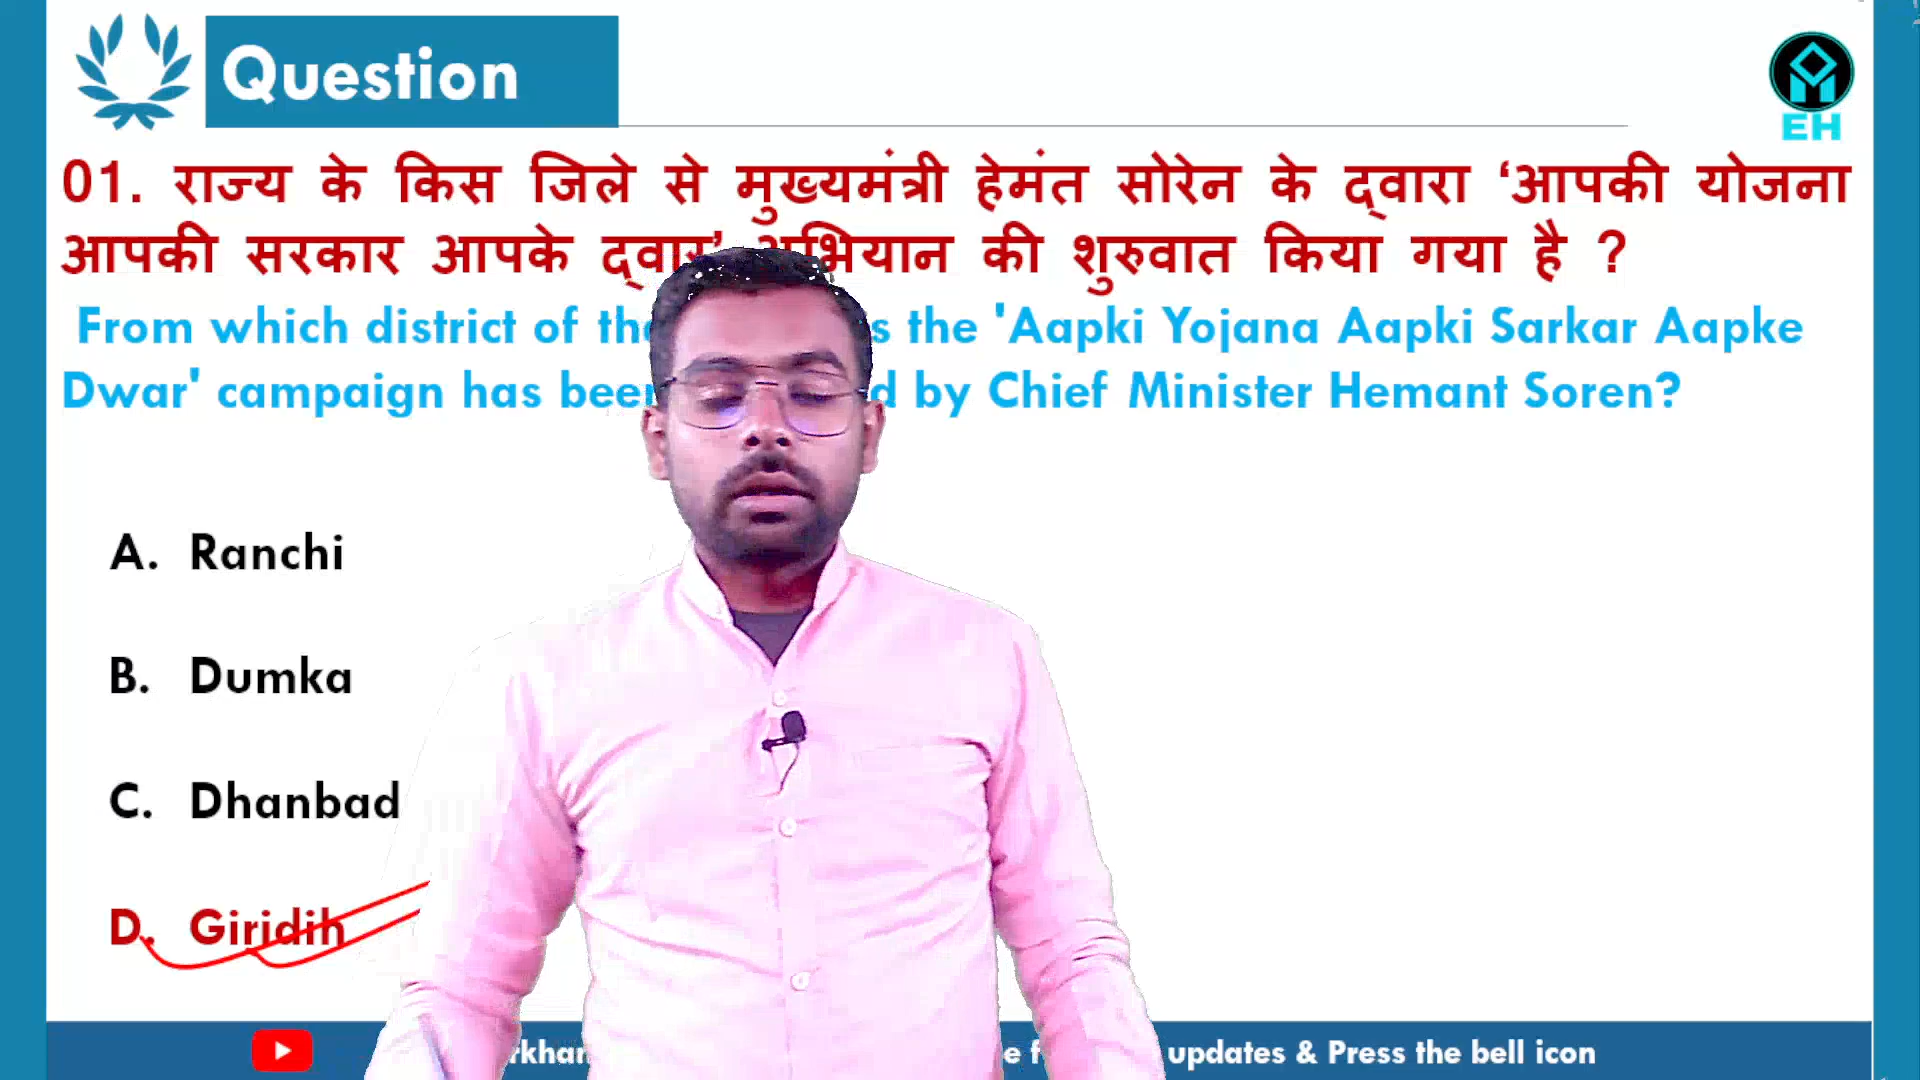 Question
EH
01. राज्य के किस जिले से मुख्यमंत्री हेमंत सोरेन के द्वारा ‘आपकी योजना
आपकी सरकार आपके द्वार’ अभियान की शुरुवात किया गया है ?
From which district of the 'Aapki Yojana Aapki Sarkar Aapke
Dwar' campaign has been by Chief Minister Hemant Soren?
A. Ranchi
B. Dumka
C. Dhanbad
D. Giridih
updates & Press the bell icon